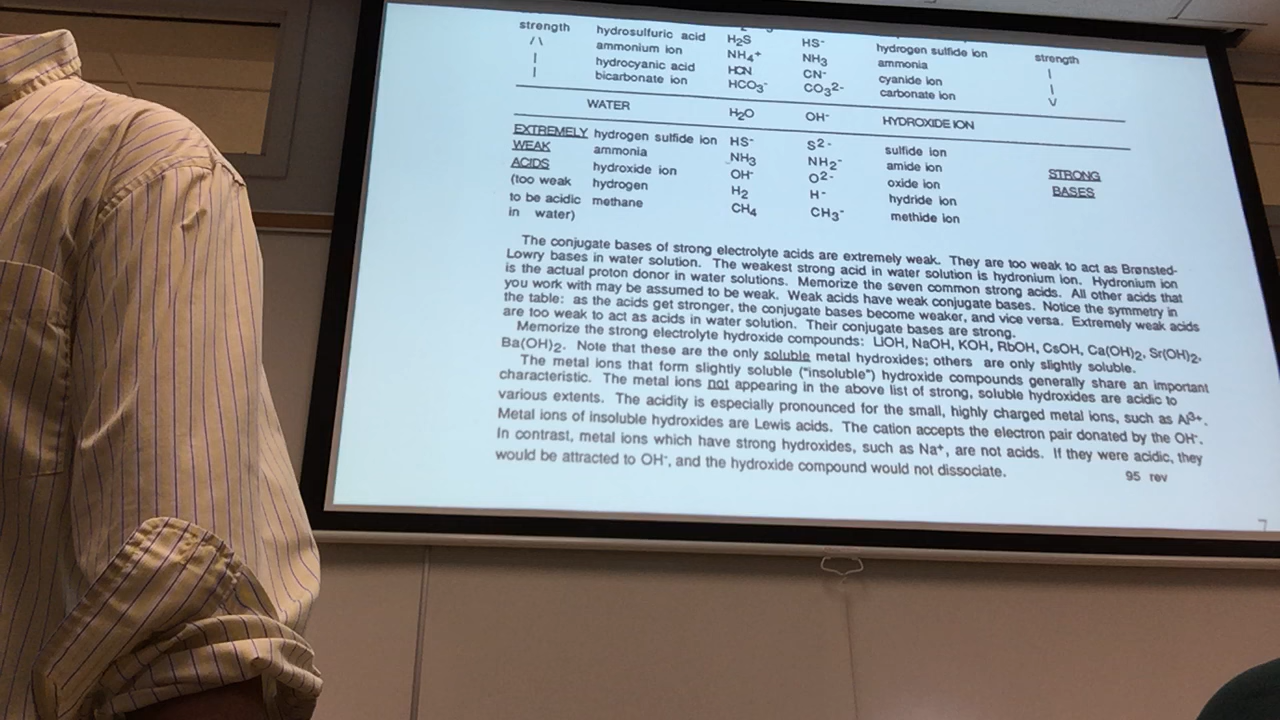 strength hydrosulfuric acid H₂S HS⁻ hydrogen sulfide ion strength
ammonium ion NH₄⁺ NH₃ ammonia
hydrocyanic acid HCN CN⁻ cyanide ion
bicarbonate ion HCO₃⁻ CO₃²⁻ carbonate ion
WATER H₂O OH⁻ HYDROXIDE ION
EXTREMELY hydrogen sulfide ion HS⁻ S²⁻ sulfide ion
WEAK ammonia NH₃ NH₂⁻ amide ion
ACIDS hydroxide ion OH⁻ O²⁻ oxide ion STRONG
(too weak hydrogen H₂ H⁻ hydride ion BASES
to be acidic methane CH₄ CH₃⁻ methide ion
in water)
The conjugate bases of strong electrolyte acids are extremely weak. They are too weak to act as Brønsted-
Lowry bases in water solution. The weakest strong acid in water solution is hydronium ion. Hydronium ion
is the actual proton donor in water solutions. Memorize the seven common strong acids. All other acids that
you work with may be assumed to be weak. Weak acids have weak conjugate bases. Notice the symmetry in
the table: as the acids get stronger, the conjugate bases become weaker, and vice versa. Extremely weak acids
are too weak to act as acids in water solution. Their conjugate bases are strong.
Memorize the strong electrolyte hydroxide compounds: LiOH, NaOH, KOH, RbOH, CsOH, Ca(OH)₂, Sr(OH)₂,
Ba(OH)₂. Note that these are the only soluble metal hydroxides; others are only slightly soluble.
The metal ions that form slightly soluble ("insoluble") hydroxide compounds generally share an important
characteristic. The metal ions not appearing in the above list of strong, soluble hydroxides are acidic to
various extents. The acidity is especially pronounced for the small, highly charged metal ions, such as Al³⁺.
Metal ions of insoluble hydroxides are Lewis acids. The cation accepts the electron pair donated by the OH⁻.
In contrast, metal ions which have strong hydroxides, such as Na⁺, are not acids. If they were acidic, they
would be attracted to OH⁻, and the hydroxide compound would not dissociate.
95 rev
7